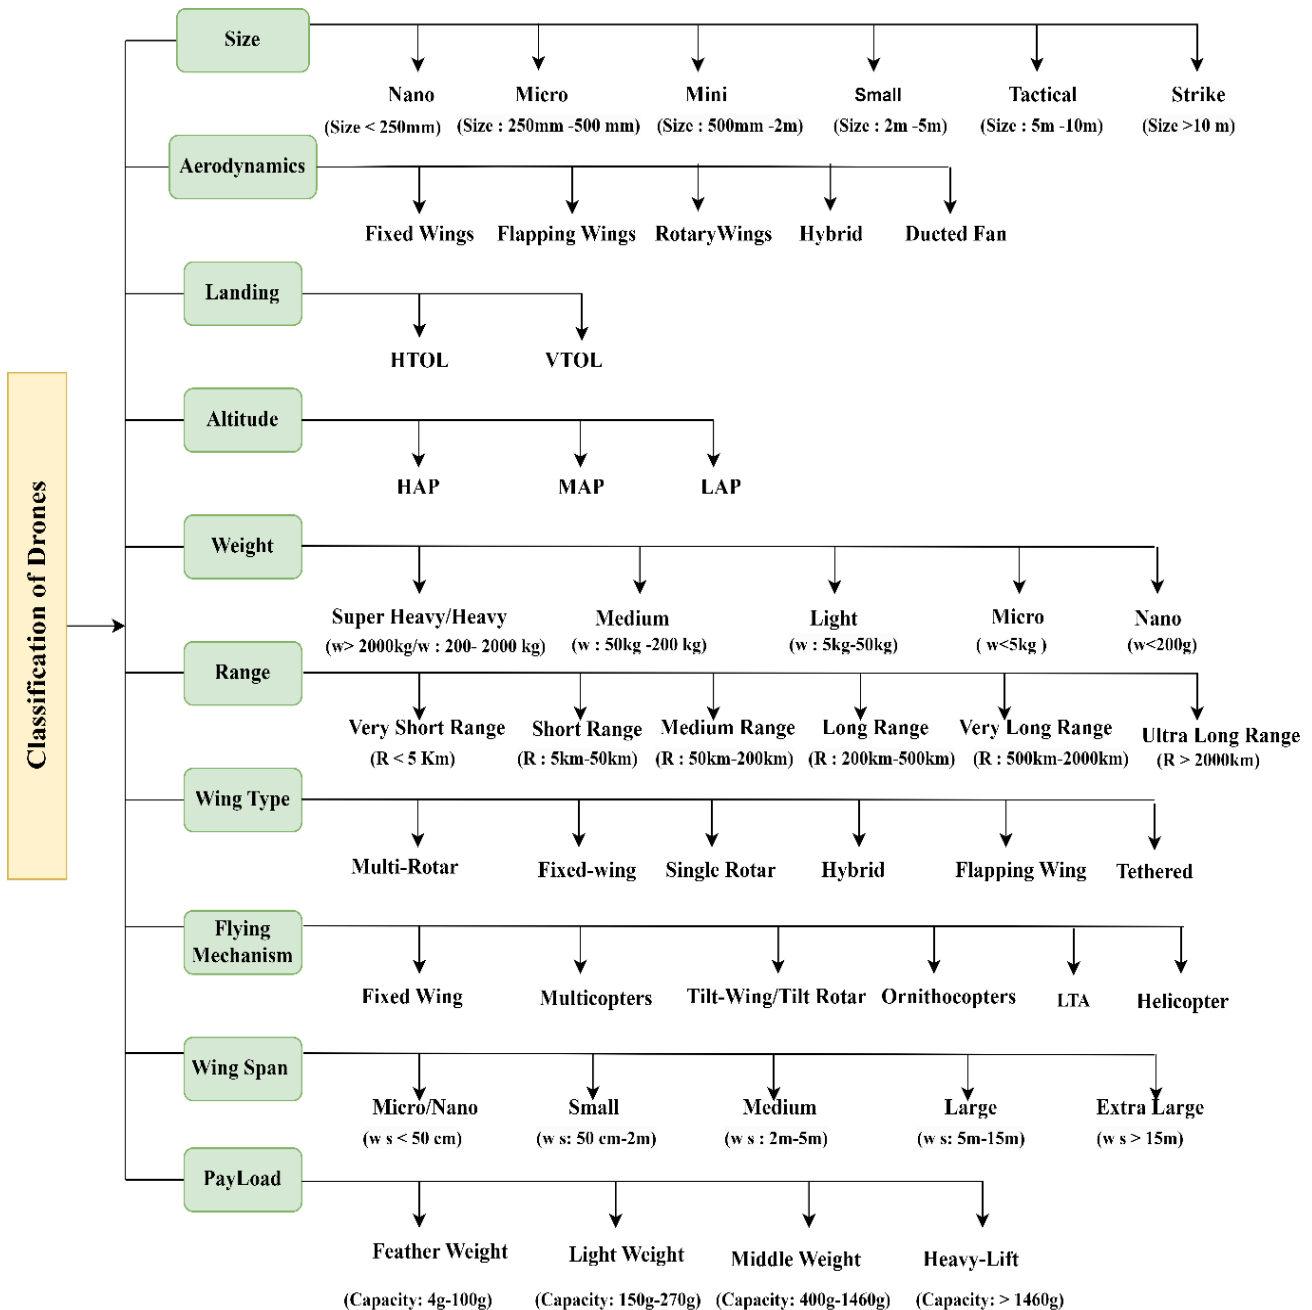 Classification of Drones
Size
Nano
(Size < 250mm)
Micro
(Size : 250mm -500 mm)
Mini
(Size : 500mm -2m)
Small
(Size : 2m -5m)
Tactical
(Size : 5m -10m)
Strike
(Size >10 m)
Aerodynamics
Fixed Wings
Flapping Wings
RotaryWings
Hybrid
Ducted Fan
Landing
HTOL
VTOL
Altitude
HAP
MAP
LAP
Weight
Super Heavy/Heavy
(w> 2000kg/w : 200- 2000 kg)
Medium
(w : 50kg -200 kg)
Light
(w : 5kg-50kg)
Micro
( w<5kg )
Nano
(w<200g)
Range
Very Short Range
(R < 5 Km)
Short Range
(R : 5km-50km)
Medium Range
(R : 50km-200km)
Long Range
(R : 200km-500km)
Very Long Range
(R : 500km-2000km)
Ultra Long Range
(R > 2000km)
Wing Type
Multi-Rotar
Fixed-wing
Single Rotar
Hybrid
Flapping Wing
Tethered
Flying
Mechanism
Fixed Wing
Multicopters
Tilt-Wing/Tilt Rotar
Ornithocopters
LTA
Helicopter
Wing Span
Micro/Nano
(w s < 50 cm)
Small
(w s: 50 cm-2m)
Medium
(w s : 2m-5m)
Large
(w s: 5m-15m)
Extra Large
(w s > 15m)
PayLoad
Feather Weight
(Capacity: 4g-100g)
Light Weight
(Capacity: 150g-270g)
Middle Weight
(Capacity: 400g-1460g)
Heavy-Lift
(Capacity: > 1460g)